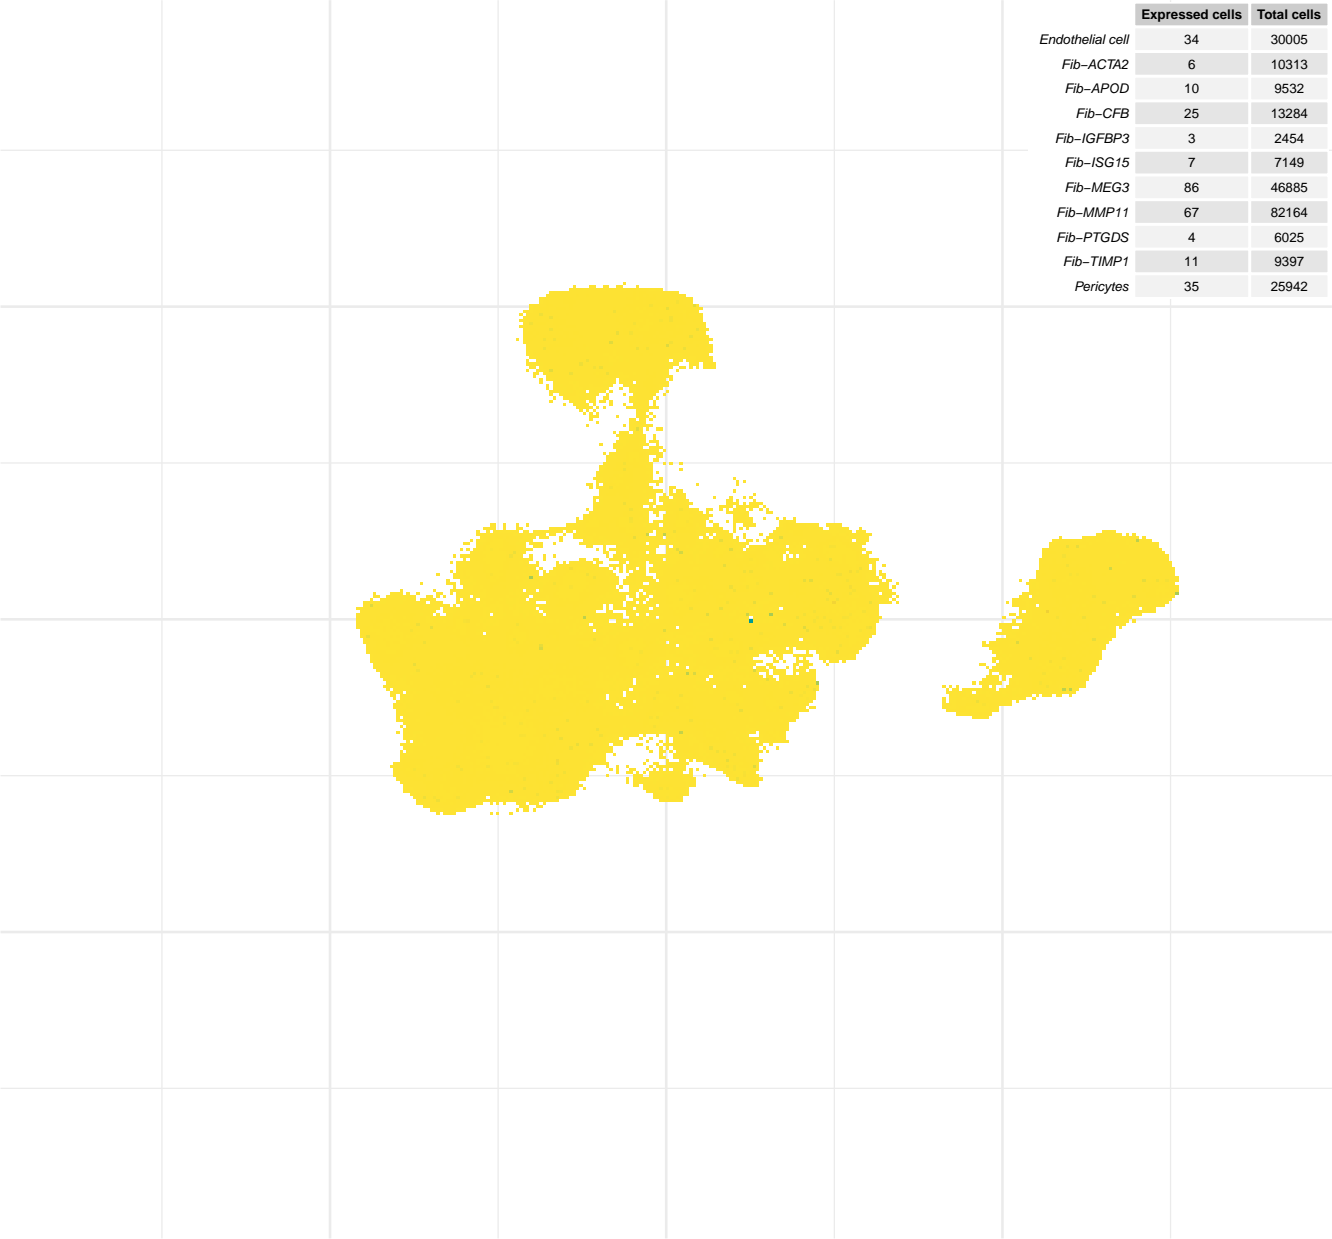 Expressed cells Total cells
Endothelial cell 34 30005
Fib−ACTA2 6 10313
Fib−APOD 10 9532
Fib−CFB 25 13284
Fib−IGFBP3 3 2454
Fib−ISG15 7 7149
Fib−MEG3 86 46885
Fib−MMP11 67 82164
Fib−PTGDS 4 6025
Fib−TIMP1 11 9397
Pericytes 35 25942